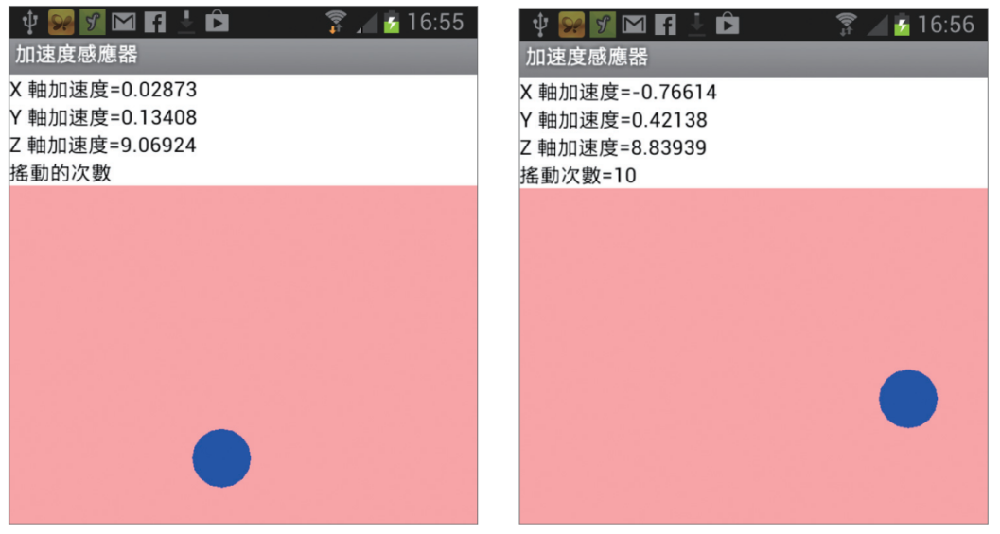 16:55
加速度感應器
X 軸加速度=0.02873
Y 軸加速度=0.13408
Z 軸加速度=9.06924
搖動的次數
16:56
加速度感應器
X 軸加速度=-0.76614
Y 軸加速度=0.42138
Z 軸加速度=8.83939
搖動次數=10